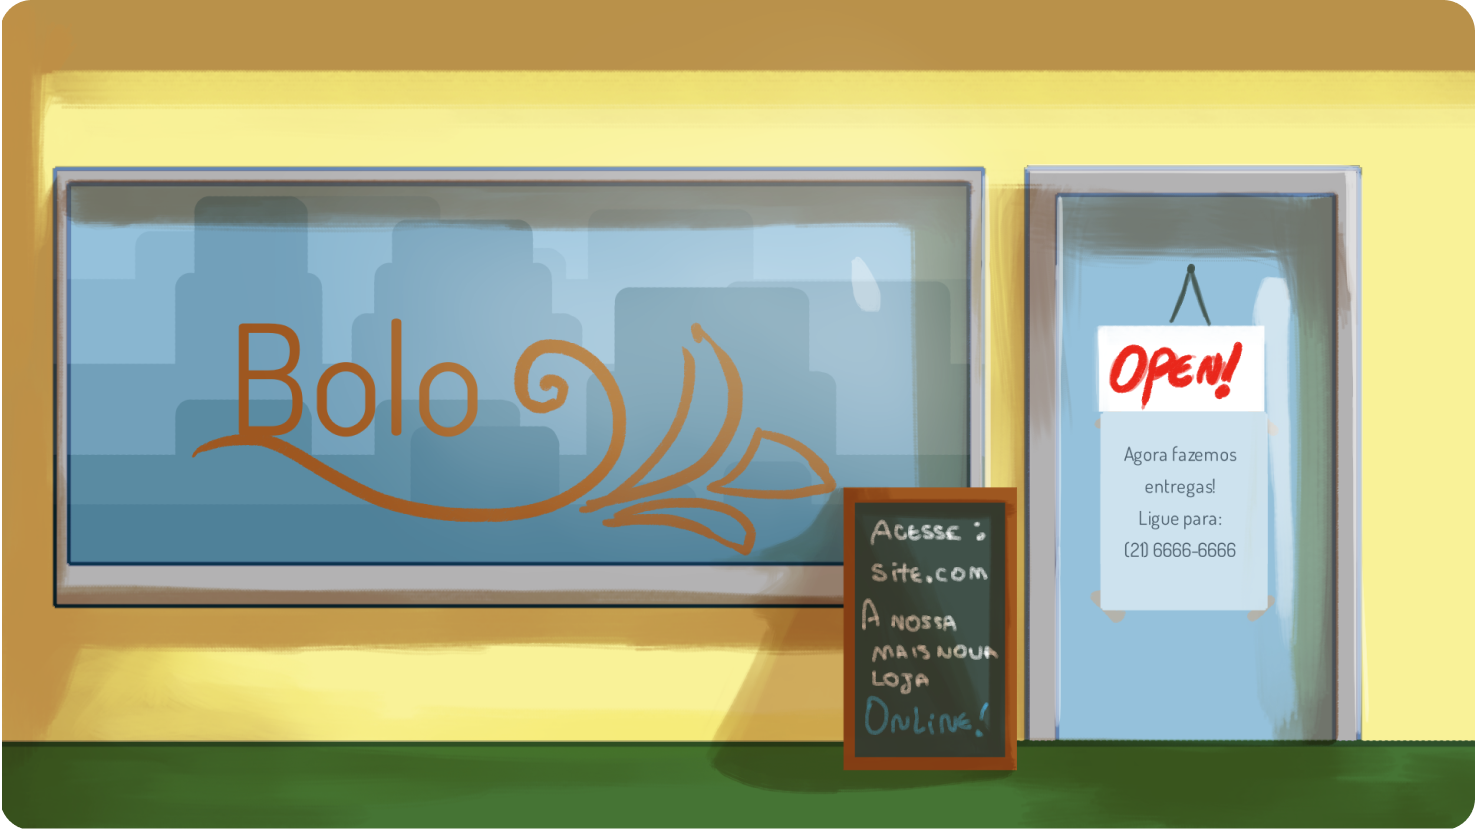 Bolo
OPEN!
Agora fazemos
entregas!
Ligue para:
(21) 6666-6666
ACESSE :
Site.com
A NOSSA
MAIS NOVA
LOJA
ONLINE!